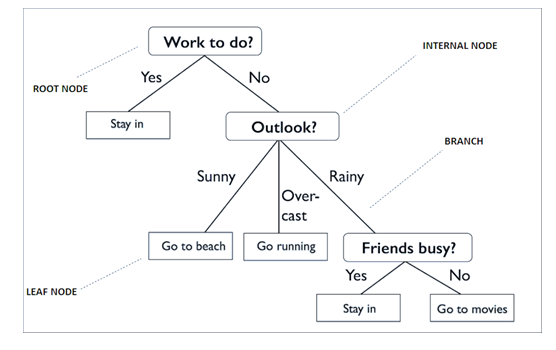 Work to do?
INTERNAL NODE
Yes
No
ROOT NODE
Stay in
Outlook?
BRANCH
Sunny
Over-
cast
Rainy
Go to beach
Go running
Friends busy?
Yes
No
LEAF NODE
Stay in
Go to movies